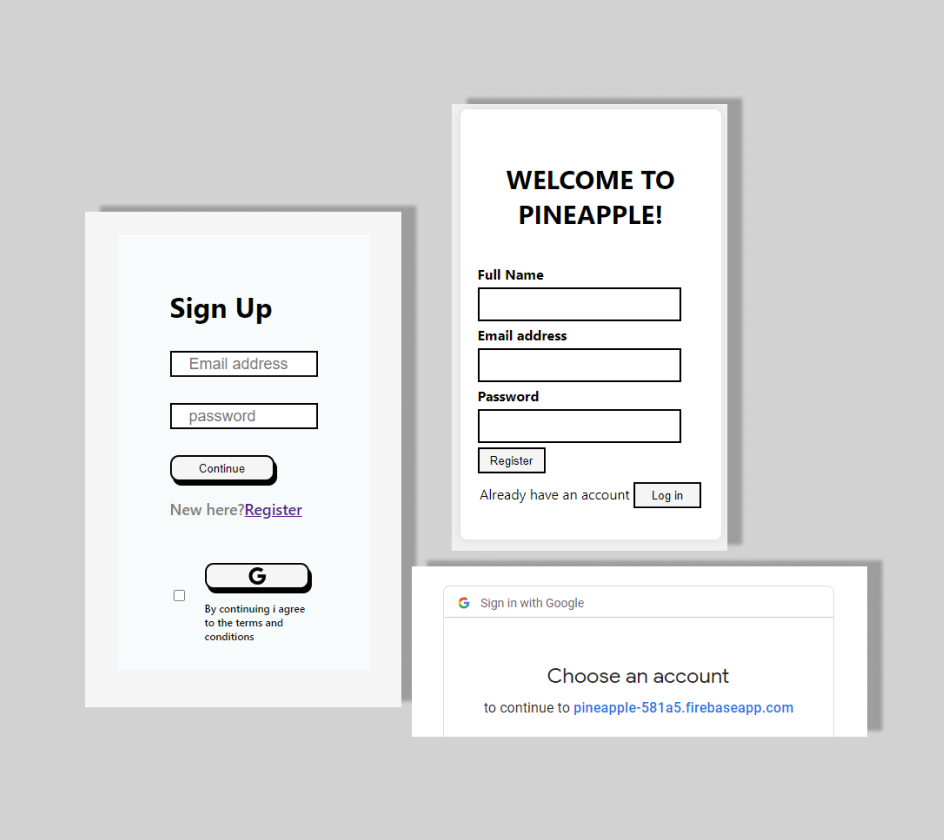 Sign Up
Email address
password
Continue
New here?Register
G
By continuing i agree
to the terms and
conditions
WELCOME TO
PINEAPPLE!
Full Name
Email address
Password
Register
Already have an account Log in
G Sign in with Google
Choose an account
to continue to pineapple-581a5.firebaseapp.com